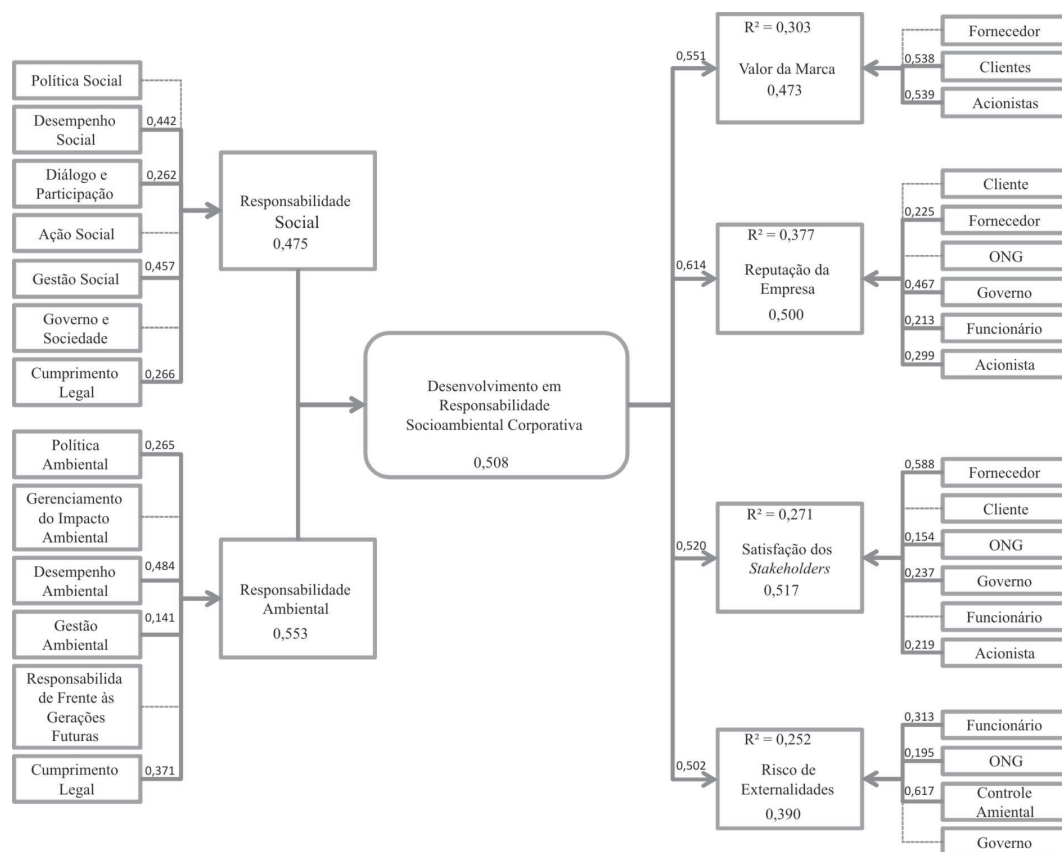 Política Social
Desempenho
Social
0,442
Diálogo e
Participação
0,262
Ação Social
Gestão Social
0,457
Governo e
Sociedade
Cumprimento
Legal
0,266
Política
Ambiental
0,265
Gerenciamento
do Impacto
Ambiental
Desempenho
Ambiental
0,484
Gestão
Ambiental
0,141
Responsabilida
de Frente às
Gerações
Futuras
Cumprimento
Legal
0,371
Responsabilidade
Social
0,475
Responsabilidade
Ambiental
0,553
Desenvolvimento em
Responsabilidade
Socioambiental Corporativa
0,508
0,551
R² = 0,303
Valor da Marca
0,473
Fornecedor
0,538
Clientes
0,539
Acionistas
0,614
R² = 0,377
Reputação da
Empresa
0,500
Cliente
0,225
Fornecedor
ONG
0,467
Governo
0,213
Funcionário
0,299
Acionista
0,520
R² = 0,271
Satisfação dos
Stakeholders
0,517
0,588
Fornecedor
Cliente
0,154
ONG
0,237
Governo
Funcionário
0,219
Acionista
0,502
R² = 0,252
Risco de
Externalidades
0,390
0,313
Funcionário
0,195
ONG
0,617
Controle
Amiental
Governo